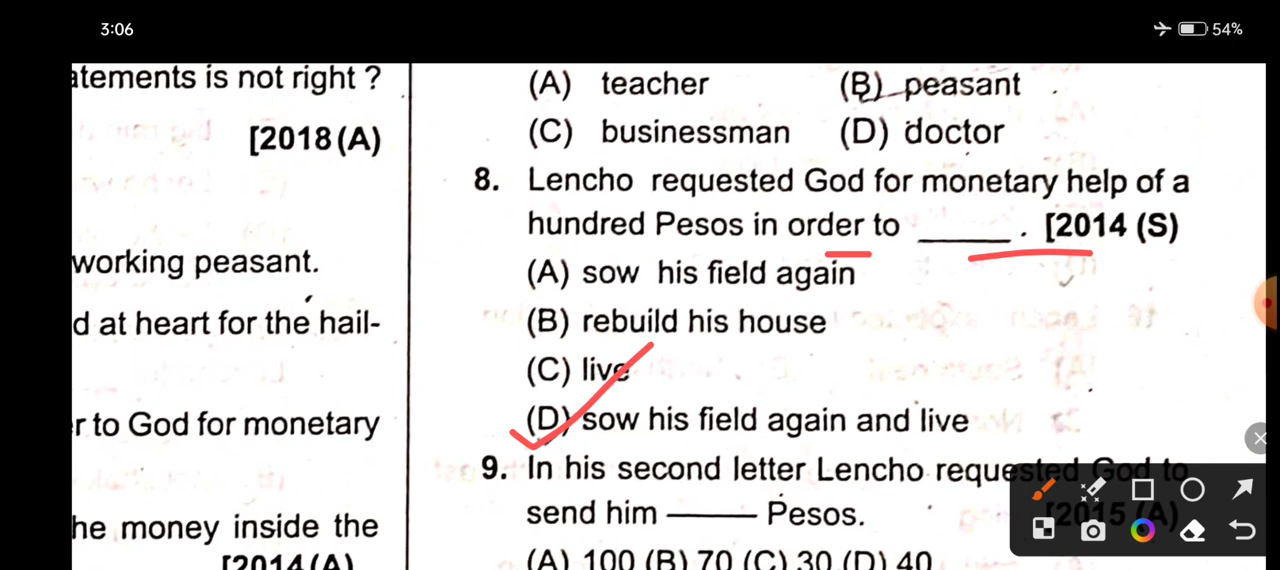 3:06
54%
atements is not right ?
[2018 (A)
working peasant.
d at heart for the hail-
r to God for monetary
he money inside the
[2014 (A)
(A) teacher (B) peasant
(C) businessman (D) doctor
8. Lencho requested God for monetary help of a
hundred Pesos in order to _____ . [2014 (S)
(A) sow his field again
(B) rebuild his house
(C) live
(D) sow his field again and live
9. In his second letter Lencho requested God to
send him ——— Pesos. [2015 (A)
(A) 100 (B) 70 (C) 30 (D) 40